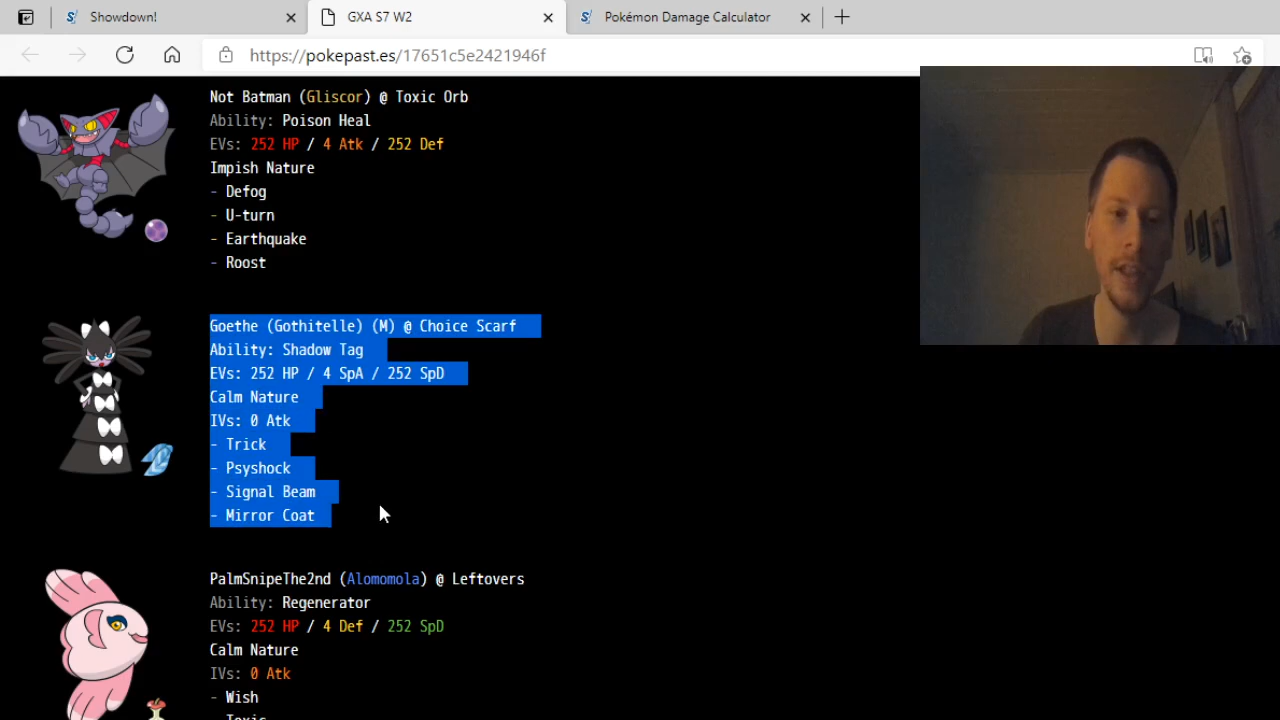 Showdown!
GXA S7 W2
Pokémon Damage Calculator
https://pokepast.es/17651c5e2421946f
Not Batman (Gliscor) @ Toxic Orb
Ability: Poison Heal
EVs: 252 HP / 4 Atk / 252 Def
Impish Nature
- Defog
- U-turn
- Earthquake
- Roost
Goethe (Gothitelle) (M) @ Choice Scarf
Ability: Shadow Tag
EVs: 252 HP / 4 SpA / 252 SpD
Calm Nature
IVs: 0 Atk
- Trick
- Psyshock
- Signal Beam
- Mirror Coat
PalmSnipeThe2nd (Alomomola) @ Leftovers
Ability: Regenerator
EVs: 252 HP / 4 Def / 252 SpD
Calm Nature
IVs: 0 Atk
- Wish
- Toxic